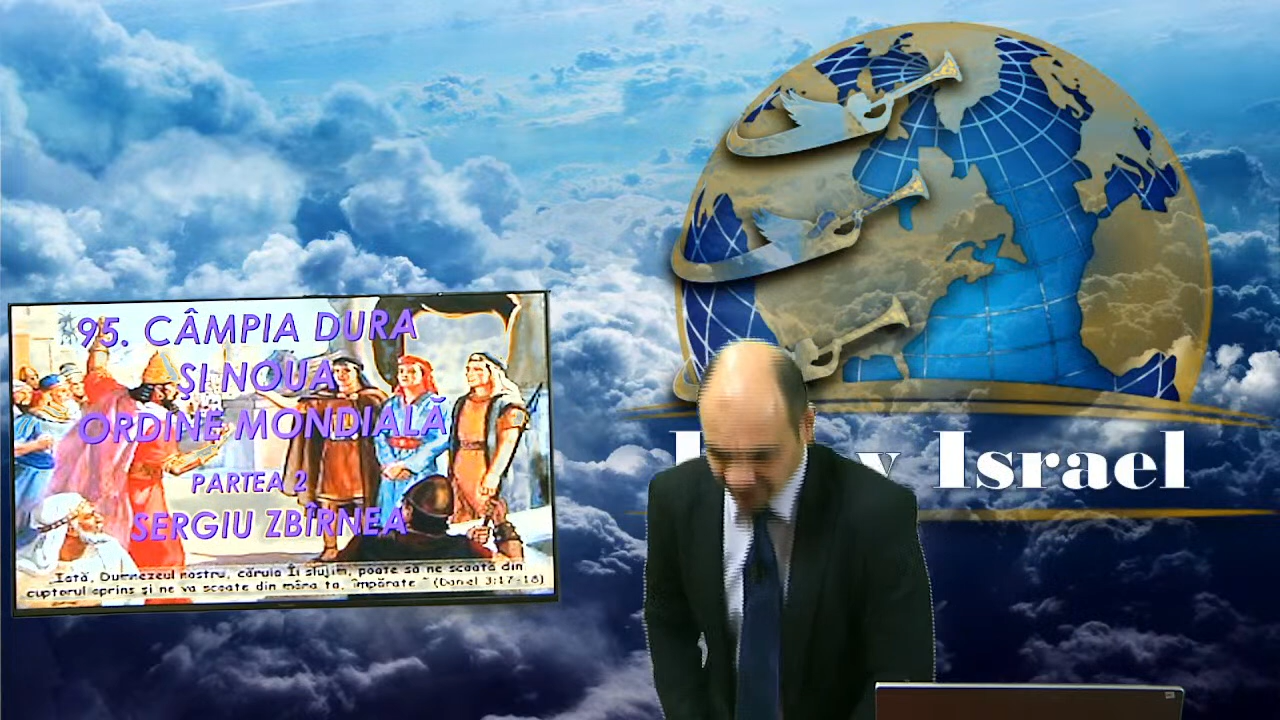 95. CÂMPIA DURA
ȘI NOUA
ORDINE MONDIALĂ
PARTEA 2
SERGIU ZBÎRNEA
„Iată, Dumnezeul nostru, căruia Îi slujim, poate să ne scoată din
cuptorul aprins și ne va scoate din mâna ta, împărate." (Daniel 3:17-18)
Israel